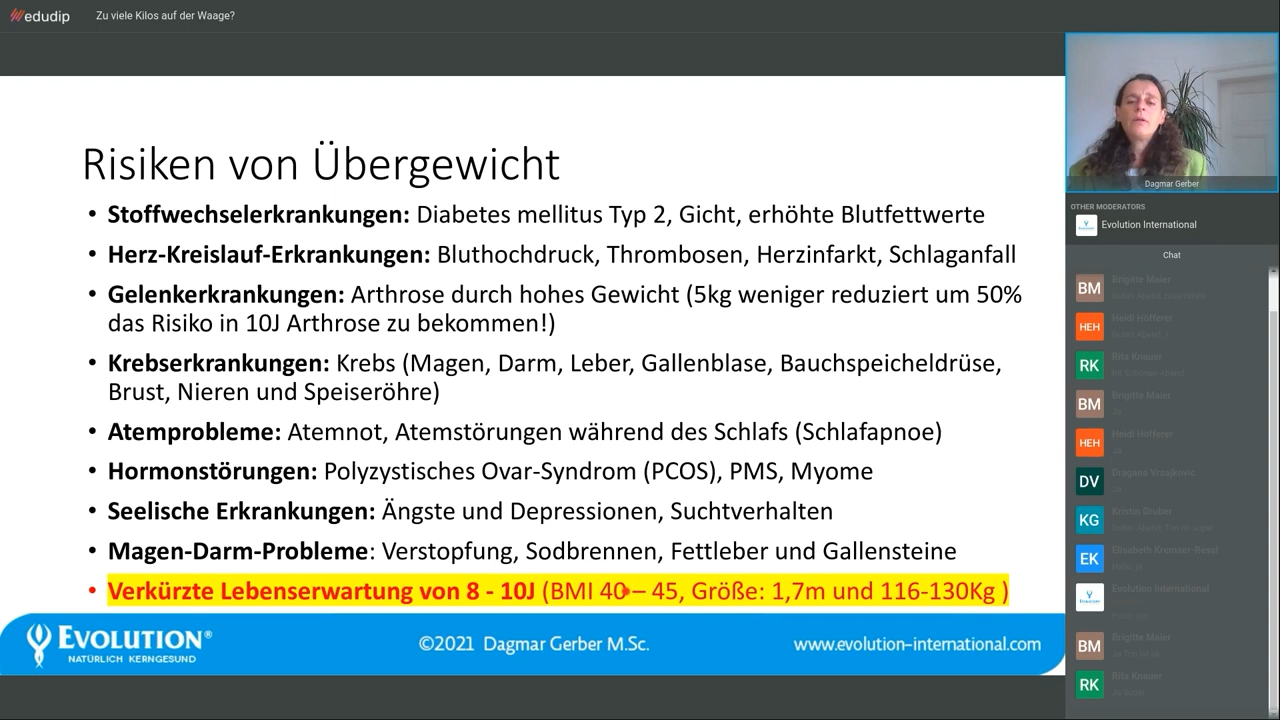 edudip
Zu viele Kilos auf der Waage?
Risiken von Übergewicht
• Stoffwechselerkrankungen: Diabetes mellitus Typ 2, Gicht, erhöhte Blutfettwerte
• Herz-Kreislauf-Erkrankungen: Bluthochdruck, Thrombosen, Herzinfarkt, Schlaganfall
• Gelenkerkrankungen: Arthrose durch hohes Gewicht (5kg weniger reduziert um 50%
das Risiko in 10J Arthrose zu bekommen!)
• Krebserkrankungen: Krebs (Magen, Darm, Leber, Gallenblase, Bauchspeicheldrüse,
Brust, Nieren und Speiseröhre)
• Atemprobleme: Atemnot, Atemstörungen während des Schlafs (Schlafapnoe)
• Hormonstörungen: Polyzystisches Ovar-Syndrom (PCOS), PMS, Myome
• Seelische Erkrankungen: Ängste und Depressionen, Suchtverhalten
• Magen-Darm-Probleme: Verstopfung, Sodbrennen, Fettleber und Gallensteine
• Verkürzte Lebenserwartung von 8 - 10J (BMI 40 – 45, Größe: 1,7m und 116-130Kg )
EVOLUTION®
NATÜRLICH KERNGESUND
©2021 Dagmar Gerber M.Sc.
www.evolution-international.com
Dagmar Gerber
OTHER MODERATORS
Evolution International
Chat
BM
Brigitte Maier
HEH
Heidi Höfferer
RK
Rita Knauer
BM
Brigitte Maier
Ja
HEH
Heidi Höfferer
Ja
DV
Dragana Vrzajkovic
Ja
KG
Kristin Gruber
EK
Elisabeth Kremser-Ressl
Evolution International
BM
Brigitte Maier
RK
Rita Knauer